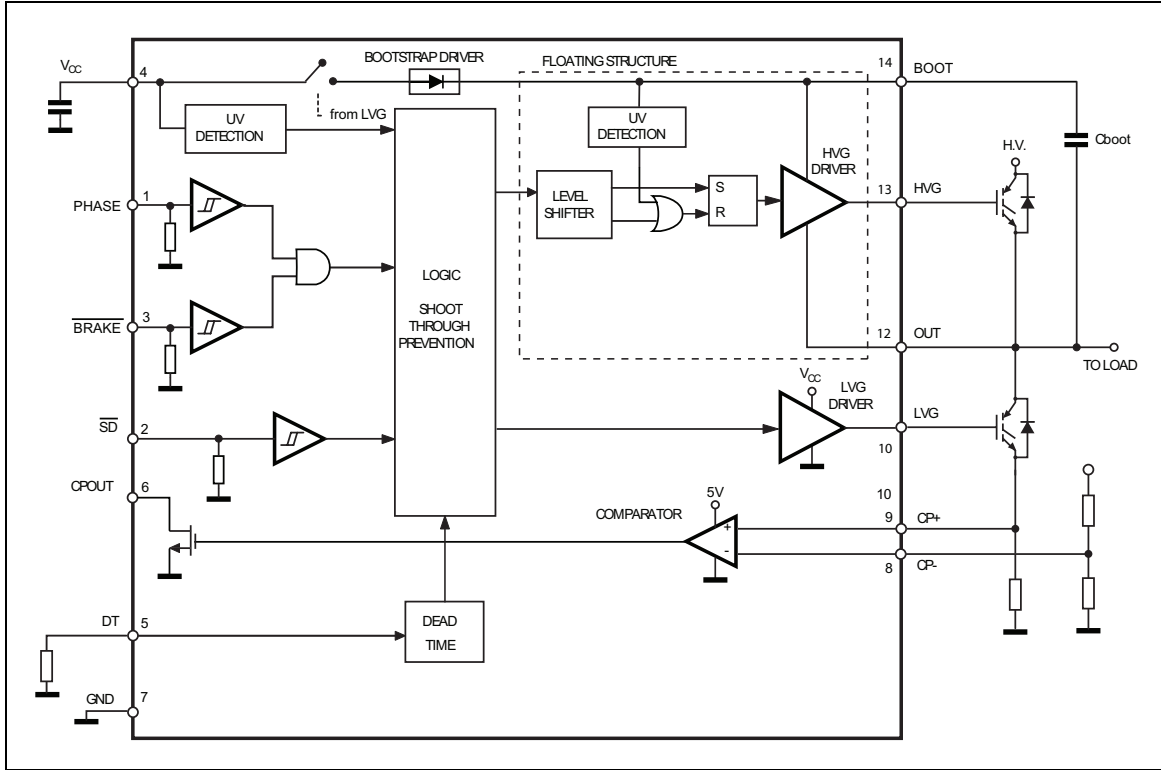 BOOTSTRAP DRIVER
FLOATING STRUCTURE
VCC
4
14
BOOT
from LVG
UV
DETECTION
UV
DETECTION
H.V.
Cboot
HVG
DRIVER
PHASE
1
LEVEL
SHIFTER
S
R
13
HVG
LOGIC
SHOOT
THROUGH
PREVENTION
BRAKE
3
12
OUT
TO LOAD
VCC
LVG
DRIVER
LVG
SD
2
10
CPOUT
6
10
5V
COMPARATOR
+
-
9
CP+
8
CP-
DT
5
DEAD
TIME
GND
7